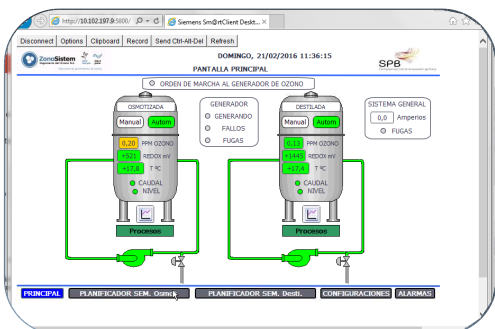 http://10.102.197.9:5800/
Siemens Sm@rtClient Deskt...
Disconnect Options Clipboard Record Send Ctrl-Alt-Del Refresh
ZonoSistem
DOMINGO, 21/02/2016 11:36:15
SPB
PANTALLA PRINCIPAL
ORDEN DE MARCHA AL GENERADOR DE OZONO
OSMOTIZADA
Manual Autom
0,20 PPM OZONO
+521 REDOX mV
+17,8 T ºC
CAUDAL
NIVEL
Procesos
GENERADOR
GENERANDO
FALLOS
FUGAS
DESTILADA
Manual Autom
0,13 PPM OZONO
+1445 REDOX mV
+17,4 T ºC
CAUDAL
NIVEL
Procesos
SISTEMA GENERAL
0,0 Amperios
FUGAS
PRINCIPAL PLANIFICADOR SEM. Osmot. PLANIFICADOR SEM. Desti. CONFIGURACIONES ALARMAS